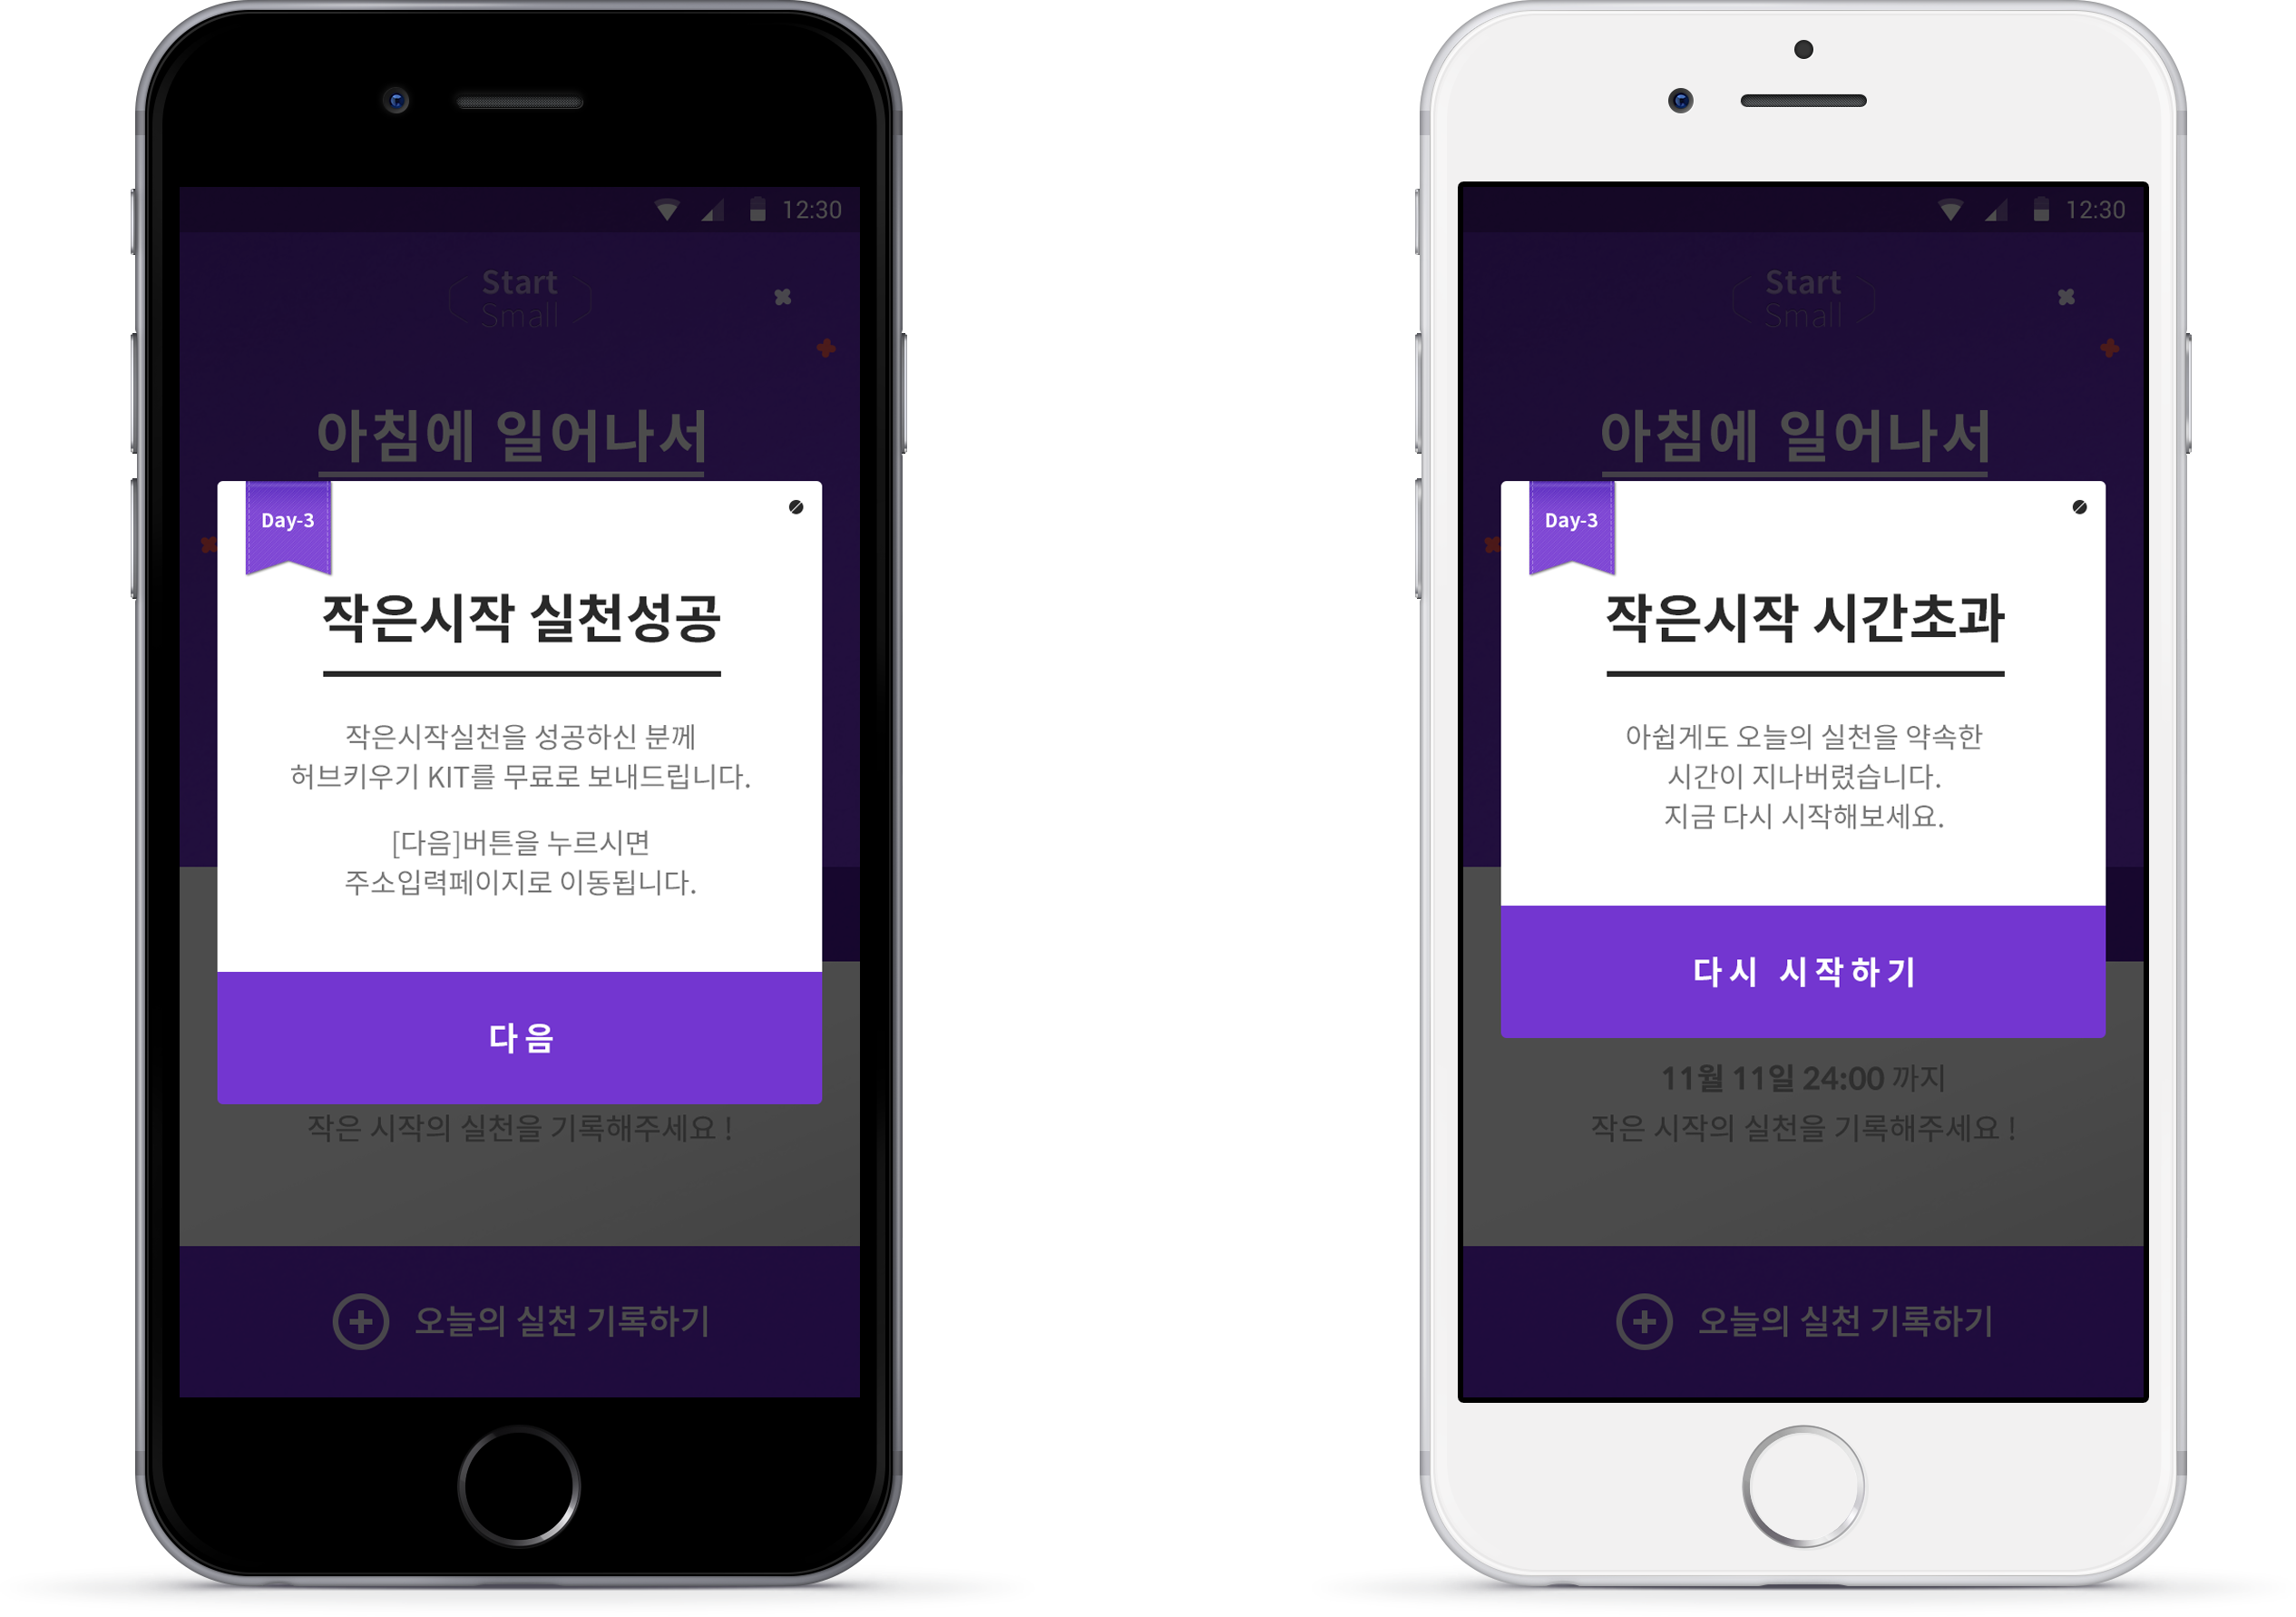 12:30
Start
Small
아침에 일어나서
Day-3
작은시작 실천성공
작은시작실천을 성공하신 분께
허브키우기 KIT를 무료로 보내드립니다.
[다음]버튼을 누르시면
주소입력페이지로 이동됩니다.
다음
작은 시작의 실천을 기록해주세요 !
오늘의 실천 기록하기
12:30
Start
Small
아침에 일어나서
Day-3
작은시작 시간초과
아쉽게도 오늘의 실천을 약속한
시간이 지나버렸습니다.
지금 다시 시작해보세요.
다시 시작하기
11월 11일 24:00 까지
작은 시작의 실천을 기록해주세요 !
오늘의 실천 기록하기